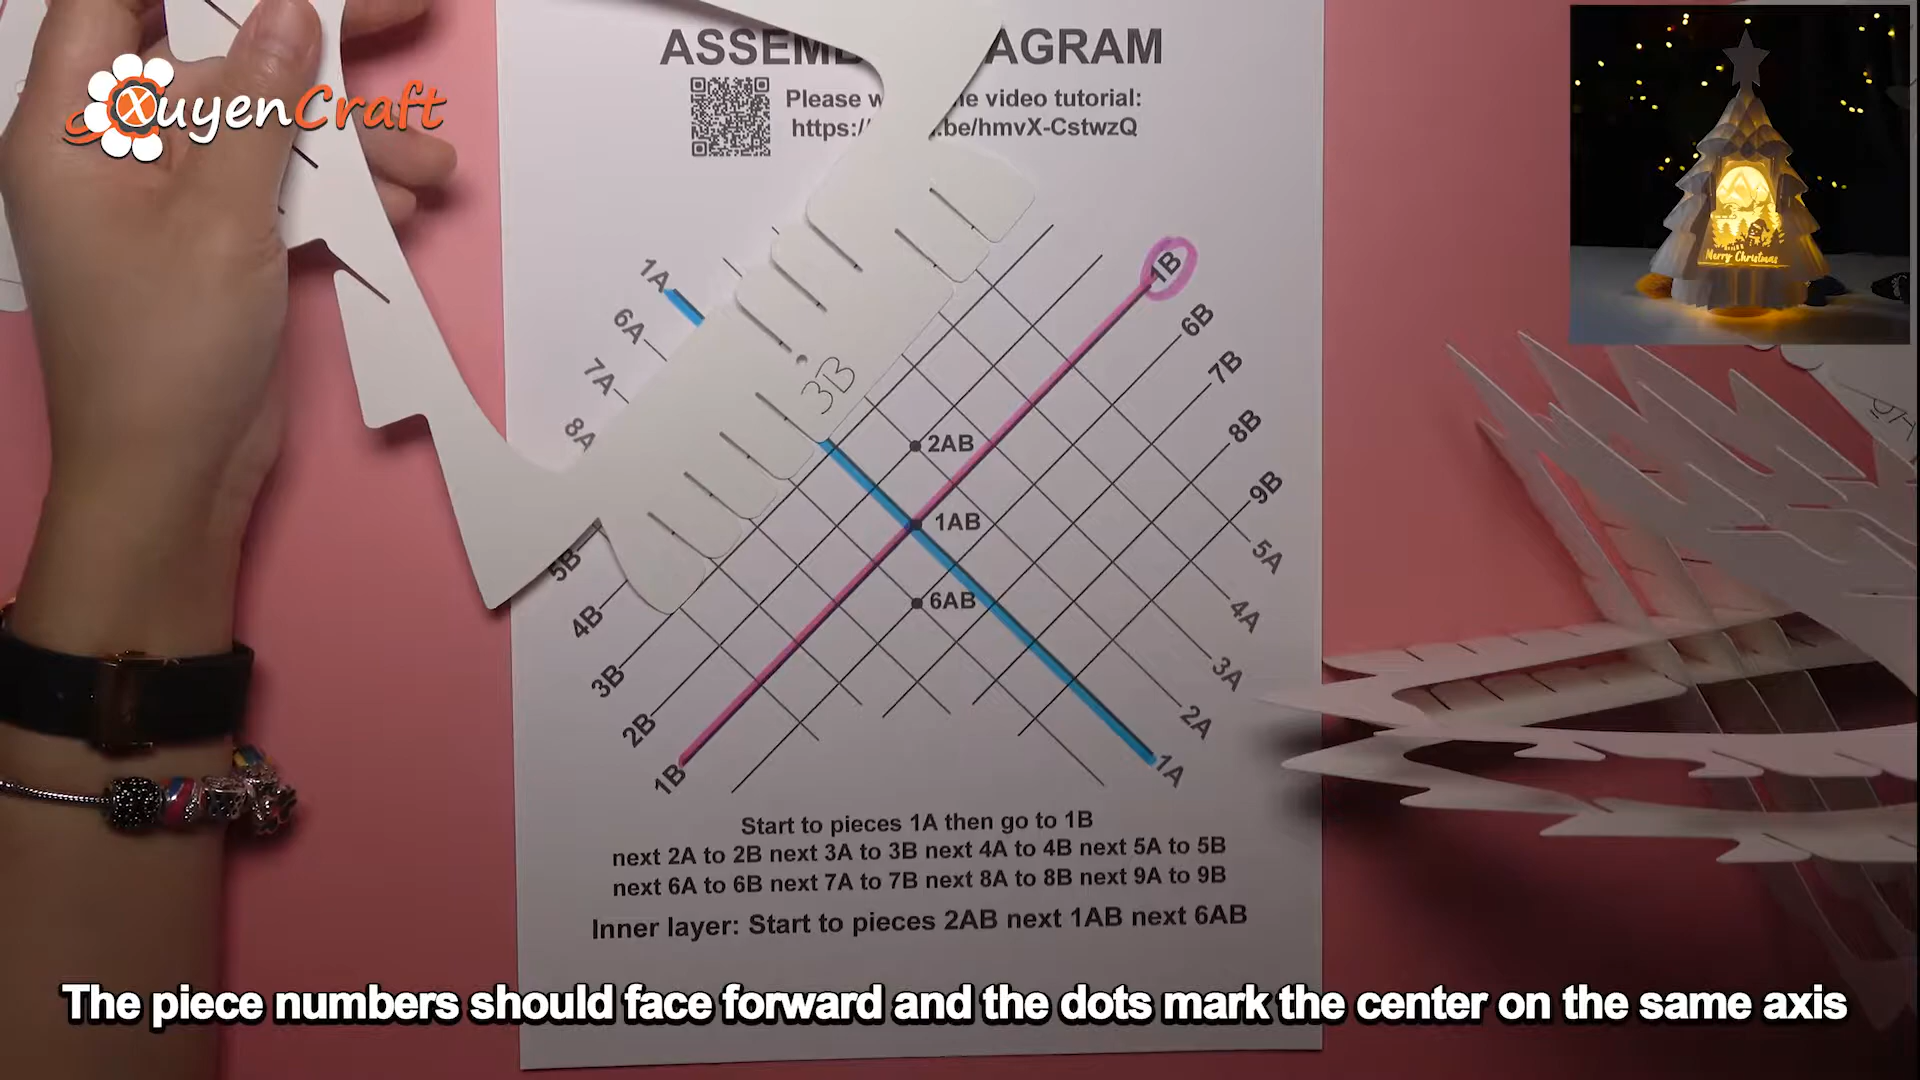 XuyenCraft
ASSEMB AGRAM
Please w e video tutorial:
https:// .be/hmvX-CstwzQ
Merry Christmas
1A
6A
7A
8A
3B
1B
6B
7B
8B
9B
2AB
1AB
6AB
5B
4B
3B
2B
1B
5A
4A
3A
2A
1A
Start to pieces 1A then go to 1B
next 2A to 2B next 3A to 3B next 4A to 4B next 5A to 5B
next 6A to 6B next 7A to 7B next 8A to 8B next 9A to 9B
Inner layer: Start to pieces 2AB next 1AB next 6AB
The piece numbers should face forward and the dots mark the center on the same axis